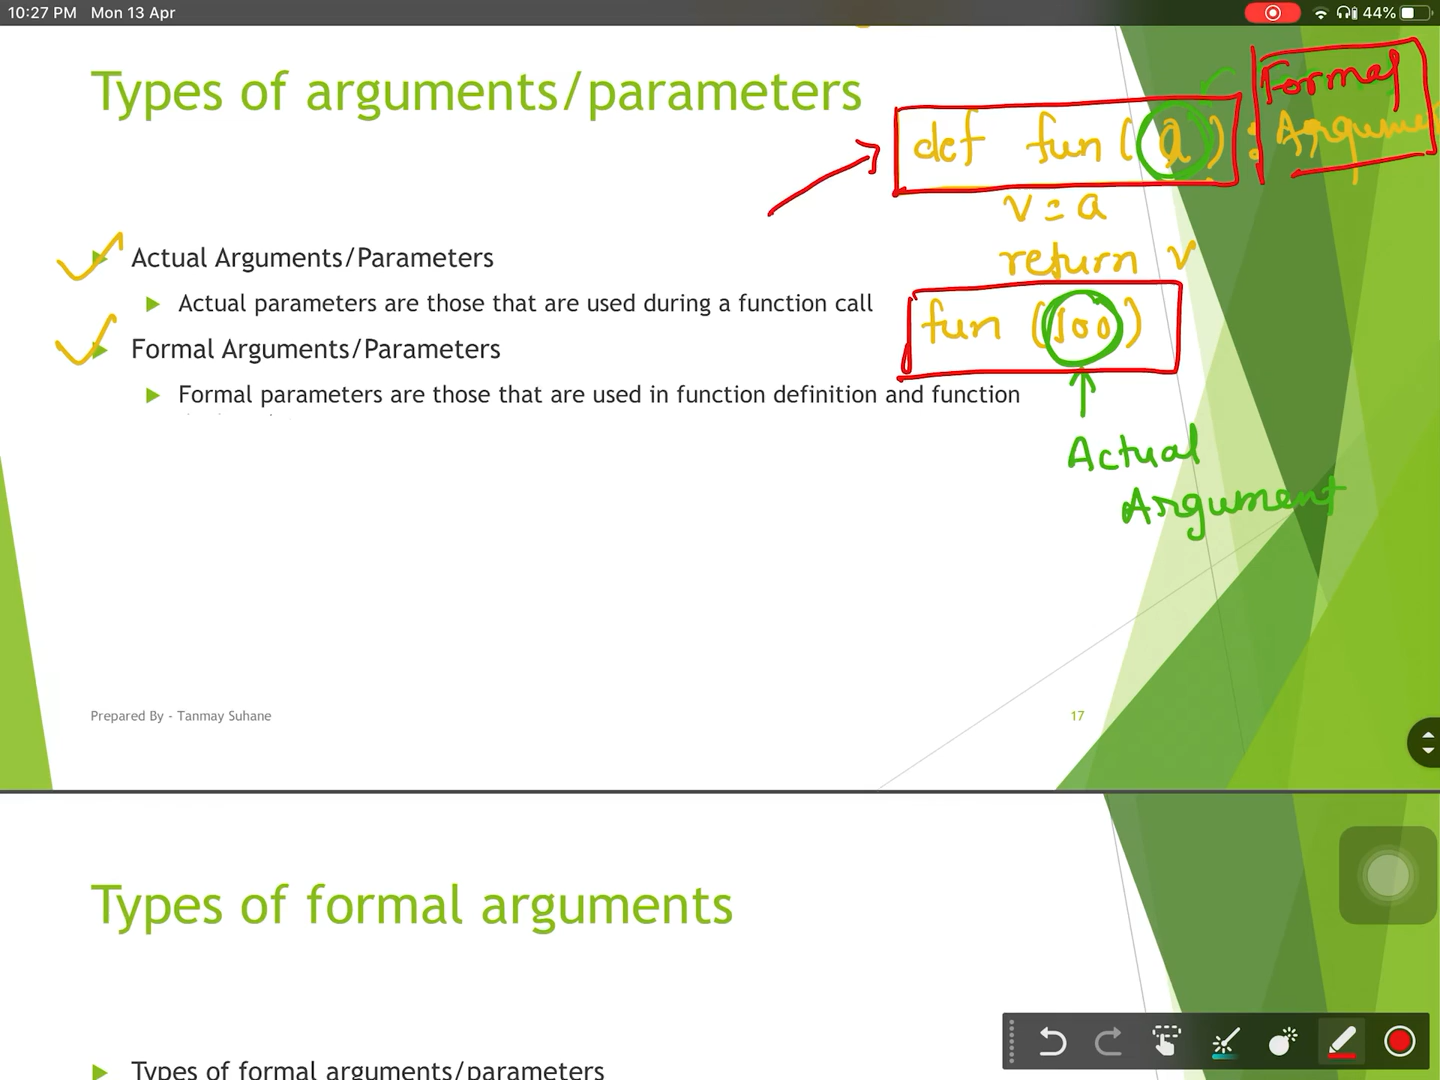 10:27 PM Mon 13 Apr
44%
Types of arguments/parameters
Formal
def fun(a):
v=a
return v
Actual Arguments/Parameters
Actual parameters are those that are used during a function call
fun (100)
Formal Arguments/Parameters
Formal parameters are those that are used in function definition and function
Actual
Argument
Prepared By - Tanmay Suhane
17
Types of formal arguments
Types of formal arguments/parameters